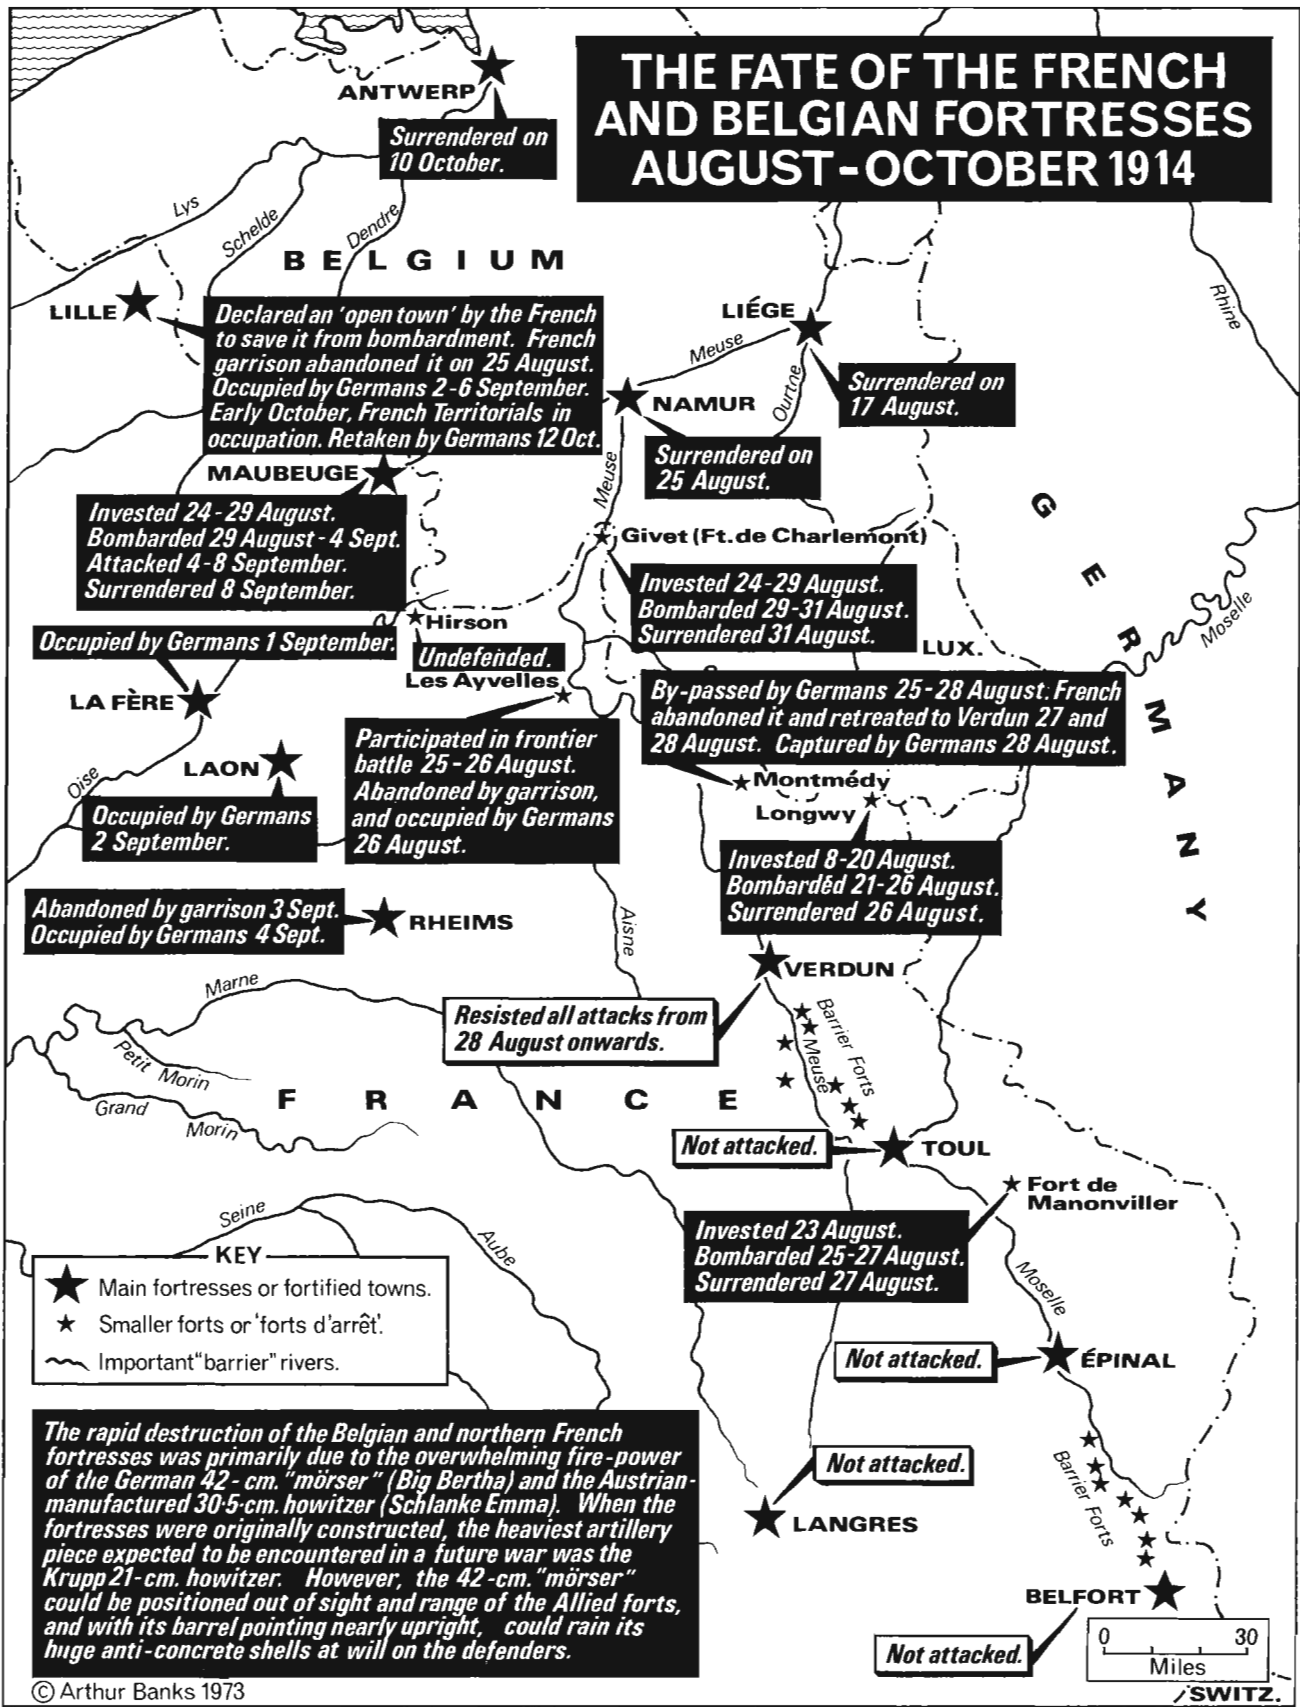 THE FATE OF THE FRENCH
AND BELGIAN FORTRESSES
AUGUST-OCTOBER 1914
ANTWERP
Surrendered on
10 October.
Lys
Schelde
Dendre
BELGIUM
LILLE
Declared an 'open town' by the French
to save it from bombardment. French
garrison abandoned it on 25 August.
Occupied by Germans 2-6 September.
Early October, French Territorials in
occupation. Retaken by Germans 12 Oct.
LIÉGE
Meuse
Ourtne
Rhine
Surrendered on
17 August.
NAMUR
Surrendered on
25 August.
Meuse
MAUBEUGE
Invested 24-29 August.
Bombarded 29 August-4 Sept.
Attacked 4-8 September.
Surrendered 8 September.
Givet (Ft. de Charlemont)
Invested 24-29 August.
Bombarded 29-31 August.
Surrendered 31 August.
GERMANY
Moselle
LUX.
Hirson
Undefended.
Occupied by Germans 1 September.
LA FÈRE
Les Ayvelles
Participated in frontier
battle 25-26 August.
Abandoned by garrison,
and occupied by Germans
26 August.
By-passed by Germans 25-28 August. French
abandoned it and retreated to Verdun 27 and
28 August. Captured by Germans 28 August.
Montmédy
Longwy
Invested 8-20 August.
Bombarded 21-26 August.
Surrendered 26 August.
Oise
LAON
Occupied by Germans
2 September.
Abandoned by garrison 3 Sept.
Occupied by Germans 4 Sept.
RHEIMS
Aisne
VERDUN
Resisted all attacks from
28 August onwards.
Barrier Forts
Meuse
Marne
Petit Morin
Grand Morin
FRANCE
Not attacked.
TOUL
Fort de
Manonviller
Invested 23 August.
Bombarded 25-27 August.
Surrendered 27 August.
Moselle
Seine
Aube
KEY
Main fortresses or fortified towns.
Smaller forts or 'forts d'arrêt'.
Important "barrier" rivers.
Not attacked.
ÉPINAL
Barrier Forts
Not attacked.
LANGRES
BELFORT
Not attacked.
0 30
Miles
SWITZ.
The rapid destruction of the Belgian and northern French
fortresses was primarily due to the overwhelming fire-power
of the German 42-cm. "mörser" (Big Bertha) and the Austrian-
manufactured 30·5-cm. howitzer (Schlanke Emma). When the
fortresses were originally constructed, the heaviest artillery
piece expected to be encountered in a future war was the
Krupp 21-cm. howitzer. However, the 42-cm. "mörser"
could be positioned out of sight and range of the Allied forts,
and with its barrel pointing nearly upright, could rain its
huge anti-concrete shells at will on the defenders.
© Arthur Banks 1973